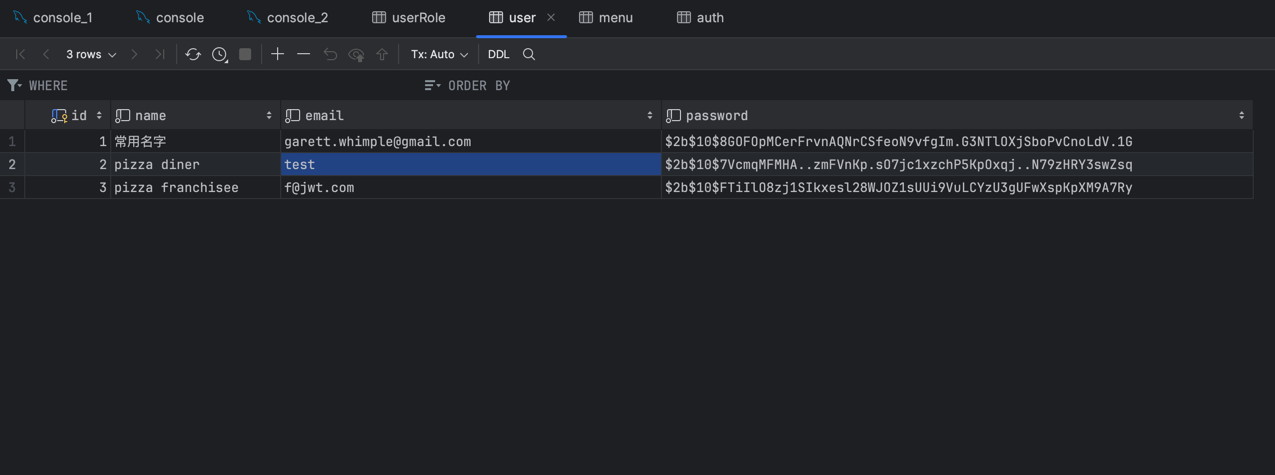 console_1 console console_2 userRole user menu auth
3 rows Tx: Auto DDL
WHERE ORDER BY
id name email password
1 1 常用名字 garett.whimple@gmail.com $2b$10$8GOFOpMCerFrvnAQNrCSfeoN9vfgIm.G3NTlOXjSboPvCnoLdV.1G
2 2 pizza diner test $2b$10$7VcmqMFMHA..zmFVnKp.sO7jc1xzchP5KpOxqj..N79zHRY3swZsq
3 3 pizza franchisee f@jwt.com $2b$10$FTiIlO8zj1SIkxesl28WJOZ1sUUi9VuLCYzU3gUFwXspKpXM9A7Ry